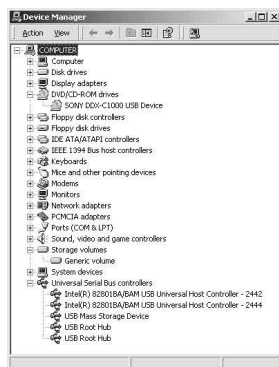 Device Manager
Action View
COMPUTER
Computer
Disk drives
Display adapters
DVD/CD-ROM drives
SONY DDX-C1000 USB Device
Floppy disk controllers
Floppy disk drives
IDE ATA/ATAPI controllers
IEEE 1394 Bus host controllers
Keyboards
Mice and other pointing devices
Modems
Monitors
Network adapters
PCMCIA adapters
Ports (COM & LPT)
Sound, video and game controllers
Storage volumes
Generic volume
System devices
Universal Serial Bus controllers
Intel(R) 82801BA/BAM USB Universal Host Controller - 2442
Intel(R) 82801BA/BAM USB Universal Host Controller - 2444
USB Mass Storage Device
USB Root Hub
USB Root Hub